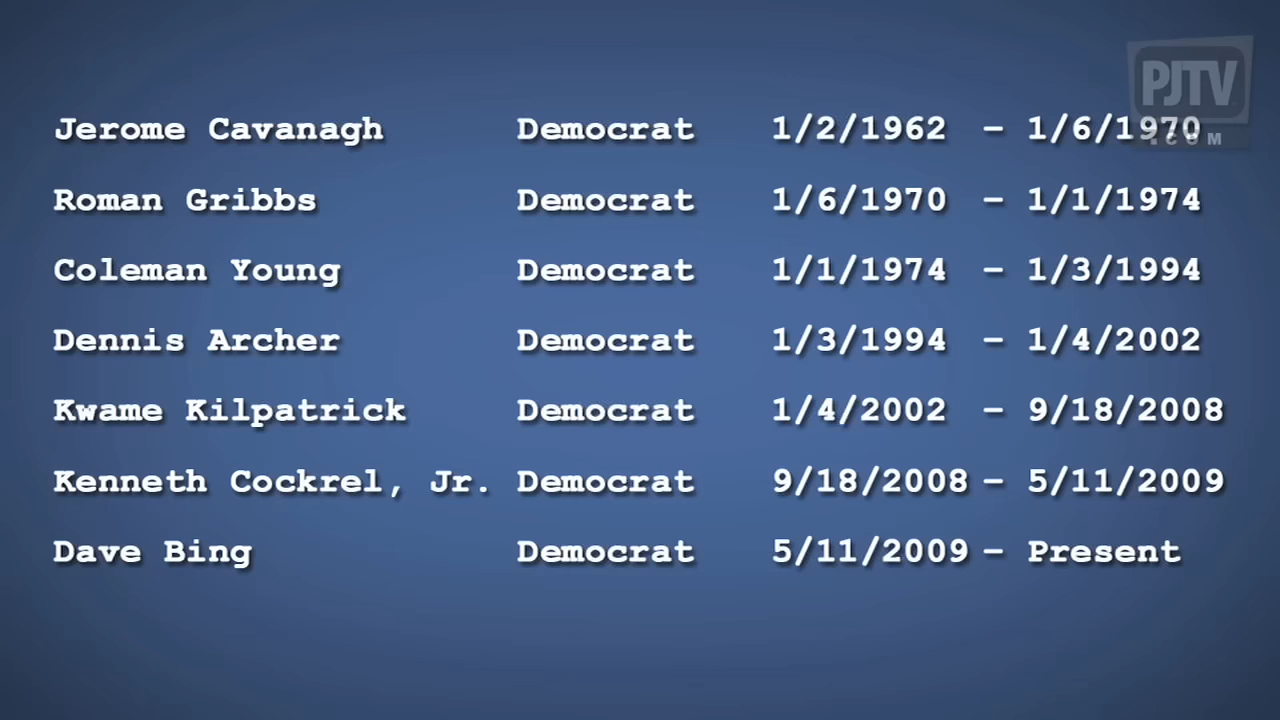 PJTV
.COM
Jerome Cavanagh Democrat 1/2/1962 – 1/6/1970
Roman Gribbs Democrat 1/6/1970 – 1/1/1974
Coleman Young Democrat 1/1/1974 – 1/3/1994
Dennis Archer Democrat 1/3/1994 – 1/4/2002
Kwame Kilpatrick Democrat 1/4/2002 – 9/18/2008
Kenneth Cockrel, Jr. Democrat 9/18/2008 – 5/11/2009
Dave Bing Democrat 5/11/2009 – Present